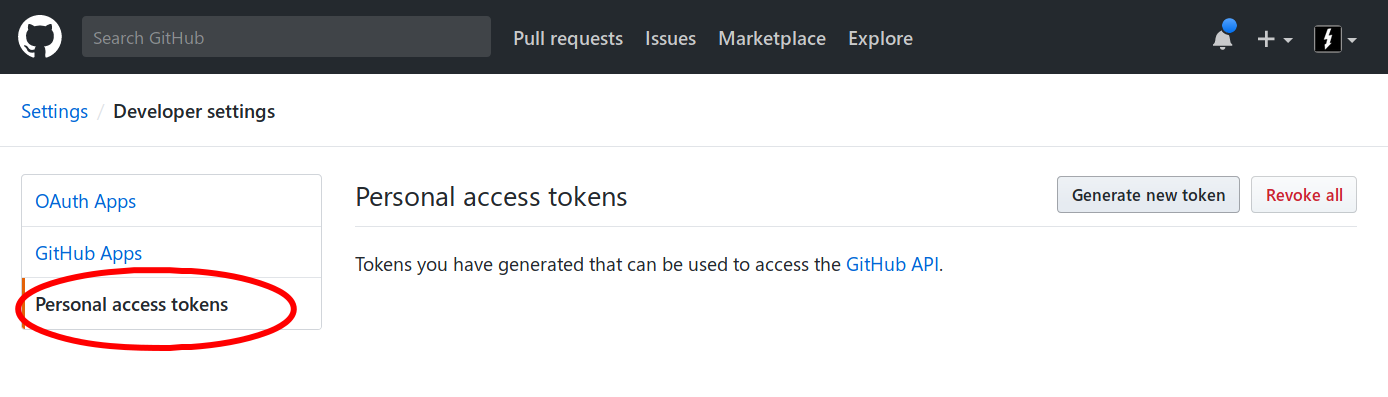 Search GitHub Pull requests Issues Marketplace Explore
Settings / Developer settings
OAuth Apps
GitHub Apps
Personal access tokens
Personal access tokens
Generate new token Revoke all
Tokens you have generated that can be used to access the GitHub API.